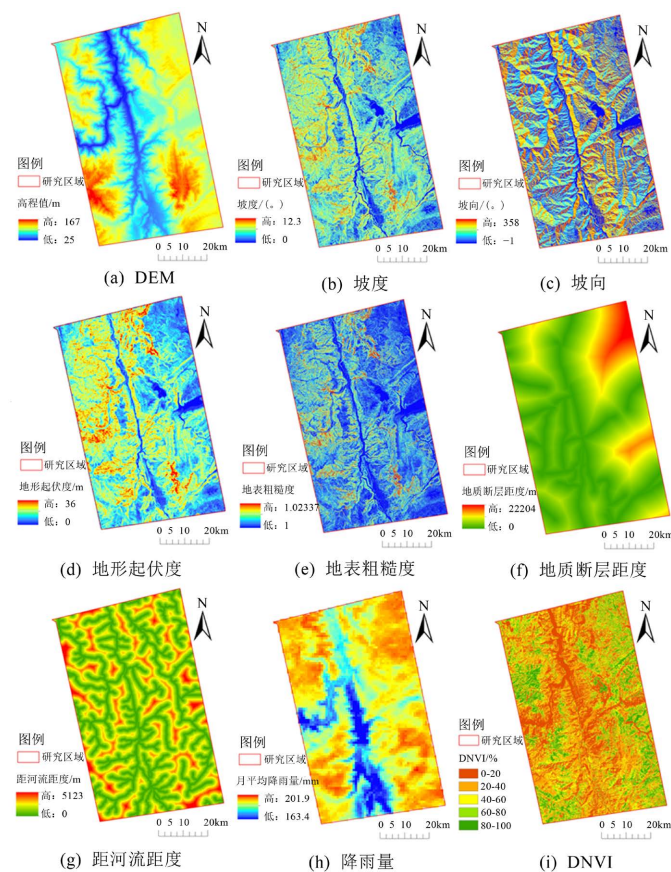 N
图例
研究区域
高程值/m
高：167
低：25
0 5 10 20km
(a) DEM
N
图例
研究区域
坡度/(。)
高：12.3
低：0
0 5 10 20km
(b) 坡度
N
图例
研究区域
坡向/(。)
高：358
低：-1
0 5 10 20km
(c) 坡向
N
图例
研究区域
地形起伏度/m
高：36
低：0
0 5 10 20km
(d) 地形起伏度
N
图例
研究区域
地表粗糙度
高：1.02337
低：1
0 5 10 20km
(e) 地表粗糙度
N
图例
研究区域
地质断层距度/m
高：22204
低：0
0 5 10 20km
(f) 地质断层距度
N
图例
研究区域
距河流距度/m
高：5123
低：0
0 5 10 20km
(g) 距河流距度
N
图例
研究区域
月平均降雨量/mm
高：201.9
低：163.4
0 5 10 20km
(h) 降雨量
N
图例
研究区域
DNVI/%
0-20
20-40
40-60
60-80
80-100
0 5 10 20km
(i) DNVI